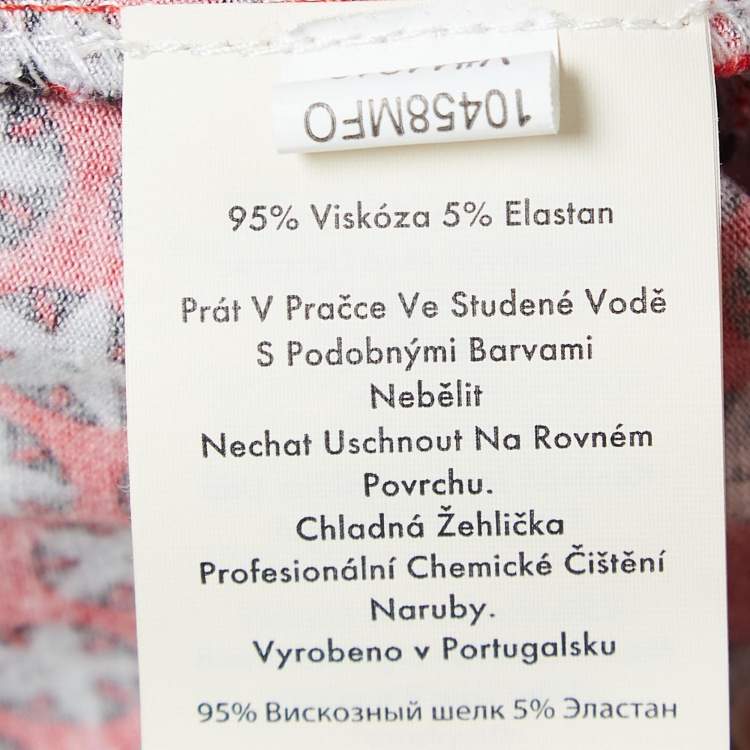 10458MFO
95% Viskóza 5% Elastan
Prát V Pračce Ve Studené Vodě
S Podobnými Barvami
Nebělit
Nechat Uschnout Na Rovném
Povrchu.
Chladná Žehlička
Profesionální Chemické Čištění
Naruby.
Vyrobeno v Portugalsku
95% Вискозный шелк 5% Эластан